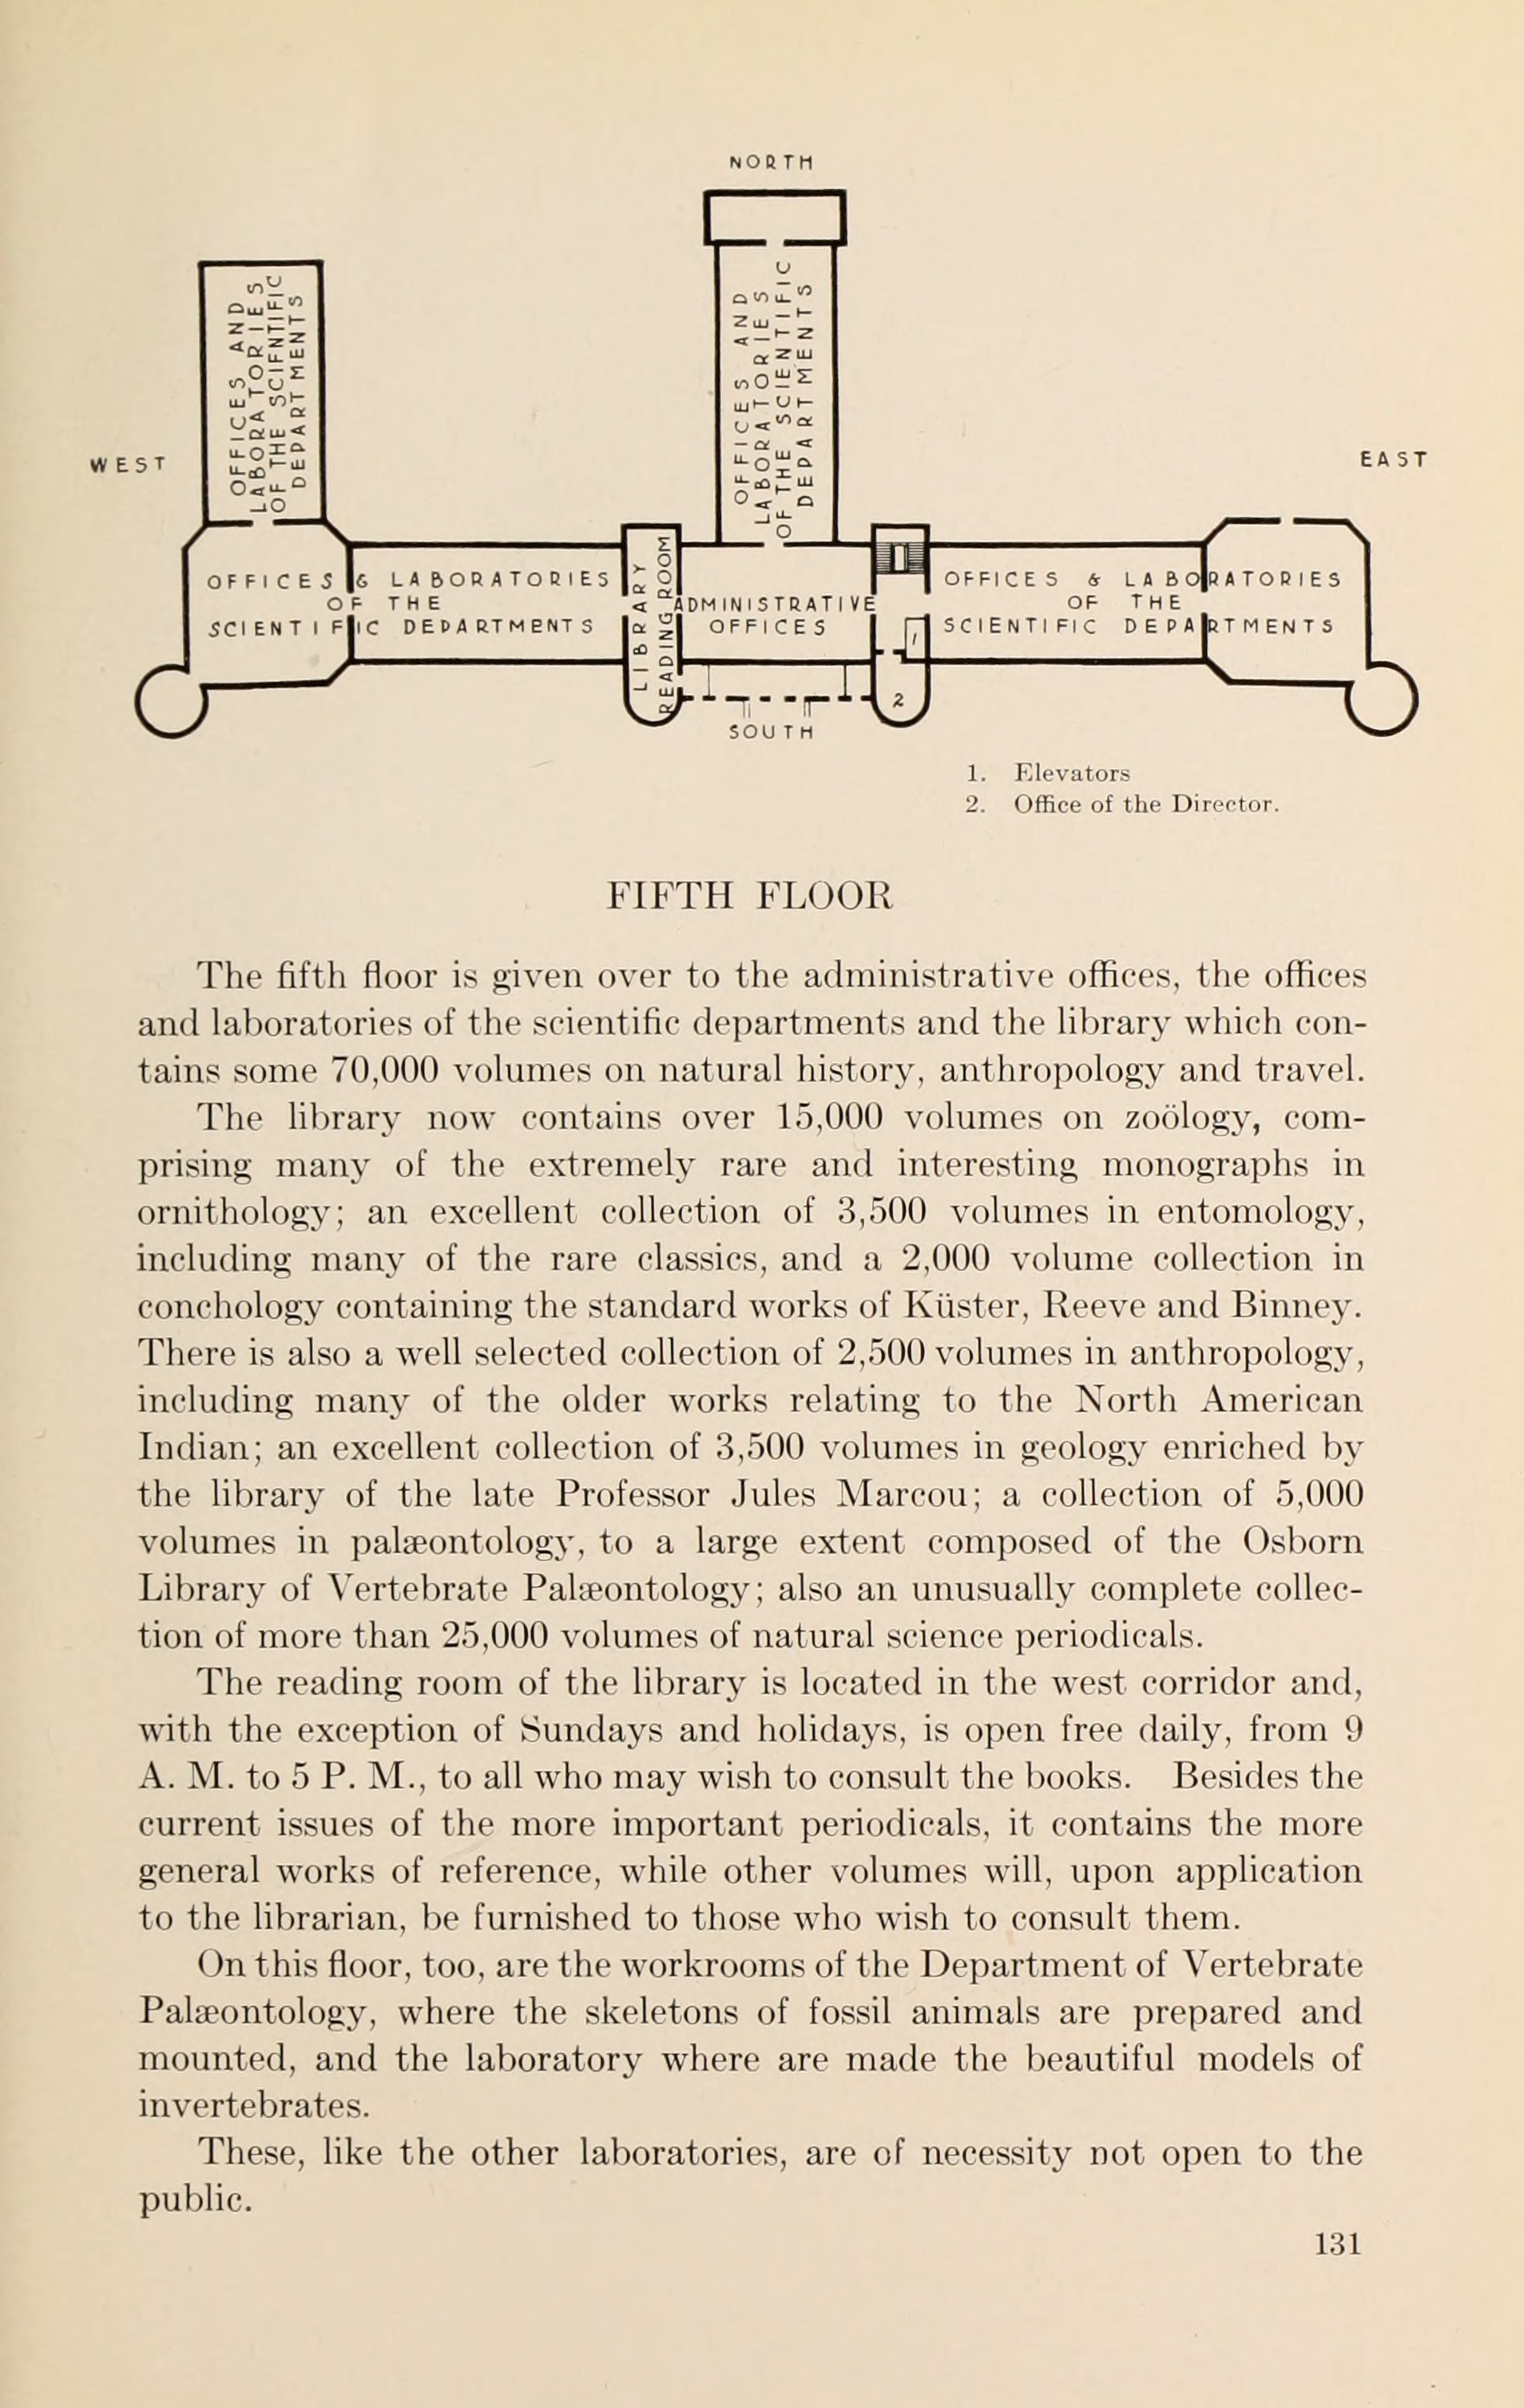 NORTH
OFFICES AND
LABORATORIES
OF THE SCIENTIFIC
DEPARTMENTS
OFFICES AND
LABORATORIES
OF THE SCIENTIFIC
DEPARTMENTS
WEST
EAST
OFFICES & LABORATORIES
OF THE
SCIENTIFIC DEPARTMENTS
LIBRARY
READING ROOM
ADMINISTRATIVE
OFFICES
OFFICES & LABORATORIES
OF THE
SCIENTIFIC DEPARTMENTS
1
2
SOUTH
1. Elevators
2. Office of the Director.
FIFTH FLOOR
The fifth floor is given over to the administrative offices, the offices
and laboratories of the scientific departments and the library which con-
tains some 70,000 volumes on natural history, anthropology and travel.
The library now contains over 15,000 volumes on zoölogy, com-
prising many of the extremely rare and interesting monographs in
ornithology; an excellent collection of 3,500 volumes in entomology,
including many of the rare classics, and a 2,000 volume collection in
conchology containing the standard works of Küster, Reeve and Binney.
There is also a well selected collection of 2,500 volumes in anthropology,
including many of the older works relating to the North American
Indian; an excellent collection of 3,500 volumes in geology enriched by
the library of the late Professor Jules Marcou; a collection of 5,000
volumes in palæontology, to a large extent composed of the Osborn
Library of Vertebrate Palæontology; also an unusually complete collec-
tion of more than 25,000 volumes of natural science periodicals.
The reading room of the library is located in the west corridor and,
with the exception of Sundays and holidays, is open free daily, from 9
A. M. to 5 P. M., to all who may wish to consult the books. Besides the
current issues of the more important periodicals, it contains the more
general works of reference, while other volumes will, upon application
to the librarian, be furnished to those who wish to consult them.
On this floor, too, are the workrooms of the Department of Vertebrate
Palæontology, where the skeletons of fossil animals are prepared and
mounted, and the laboratory where are made the beautiful models of
invertebrates.
These, like the other laboratories, are of necessity not open to the
public.
131